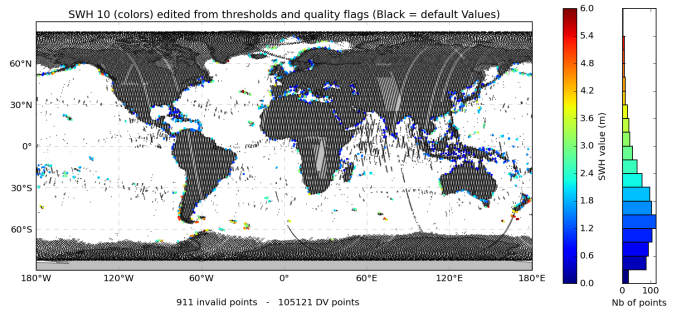 SWH 10 (colors) edited from thresholds and quality flags (Black = default Values)
60°N
30°N
0°
30°S
60°S
180°W 120°W 60°W 0° 60°E 120°E 180°E
911 invalid points - 105121 DV points
6.0
5.4
4.8
4.2
3.6
3.0
2.4
1.8
1.2
0.6
0.0
SWH value (m)
0 100
Nb of points